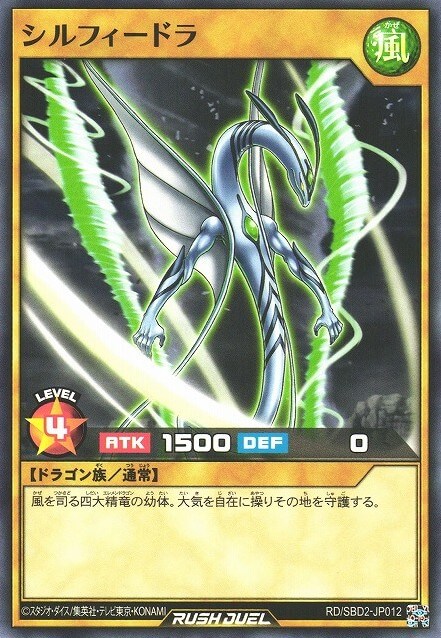 シルフィードラ
かぜ
風
LEVEL
4
ATK 1500 DEF 0
【ドラゴン族／通常】
風を司る四大精竜の幼体。大気を自在に操りその地を守護する。
©スタジオ・ダイス/集英社・テレビ東京・KONAMI RUSH DUEL RD/SBD2-JP012